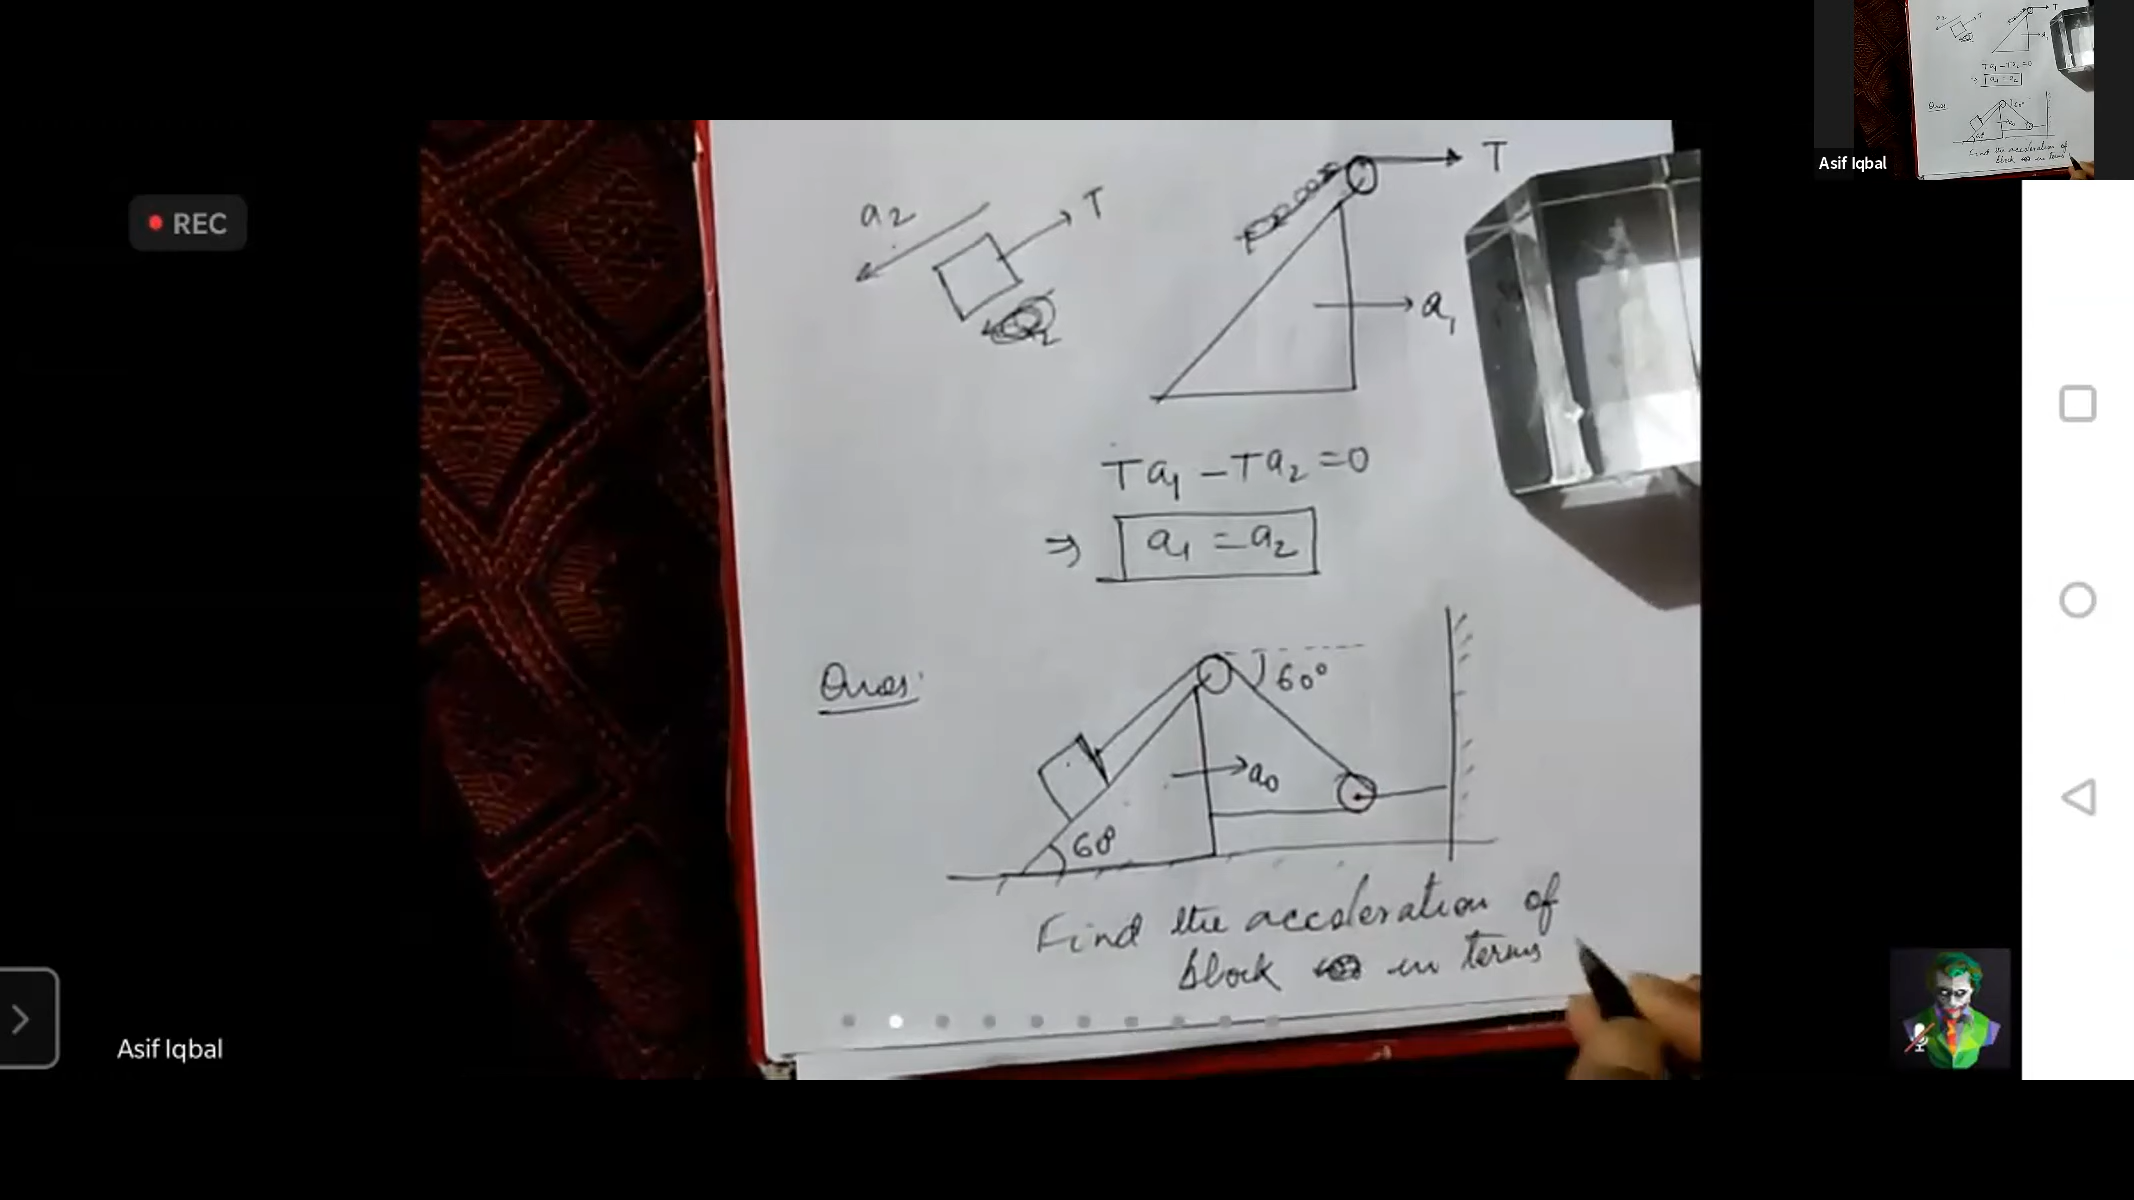 Asif Iqbal
REC
a2
T
T
a1
Ta1 - Ta2 = 0
⇒ a1 = a2
Ques:
60°
a0
60°
Find the acceleration of
block in terms
Asif Iqbal